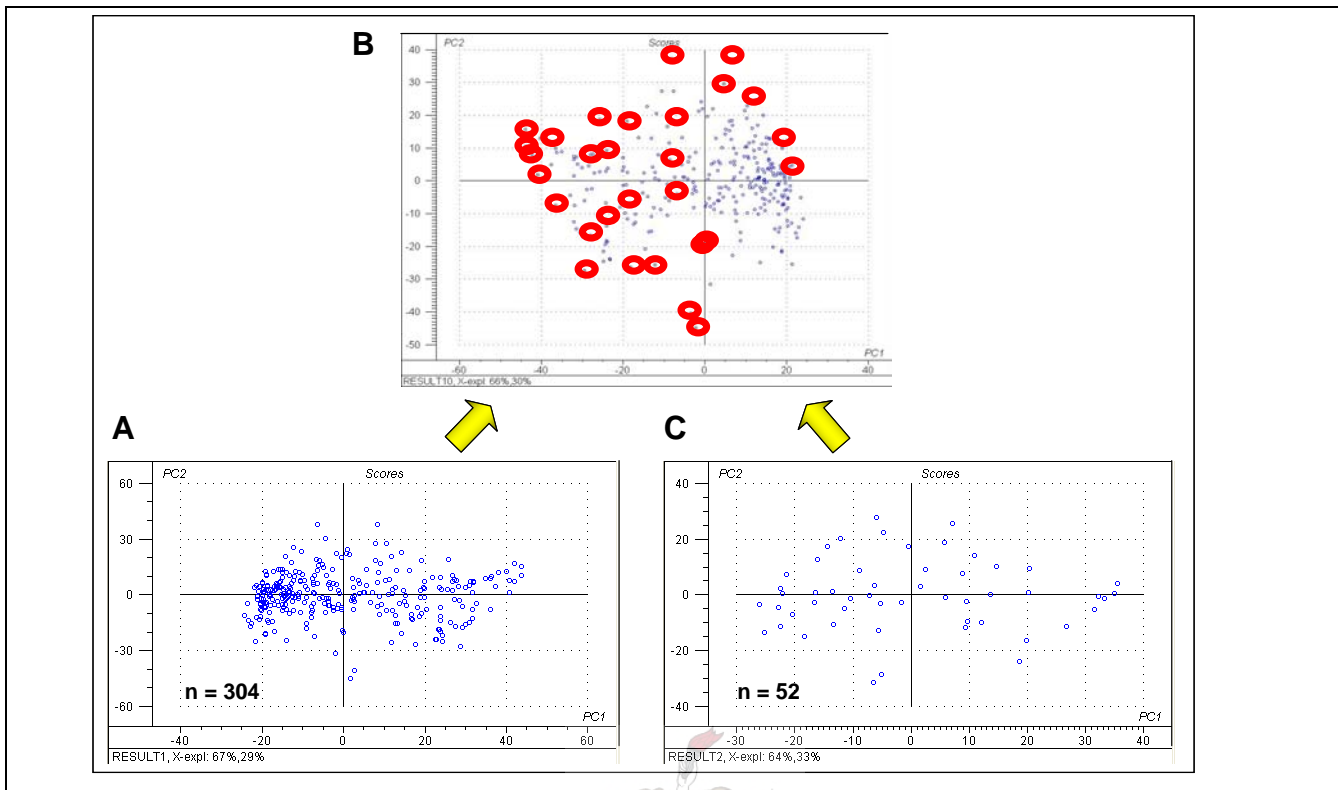 B
PC2 Scores
40
30
20
10
0
-10
-20
-30
-40
-50
PC1
-60 -40 -20 0 20 40
RESULT10, X-expl: 66%,30%
A
PC2 Scores
60
30
0
-30
-60
n = 304
PC1
-40 -20 0 20 40 60
RESULT1, X-expl: 67%,29%
C
PC2 Scores
40
20
0
-20
-40
n = 52
PC1
-30 -20 -10 0 10 20 30 40
RESULT2, X-expl: 64%,33%